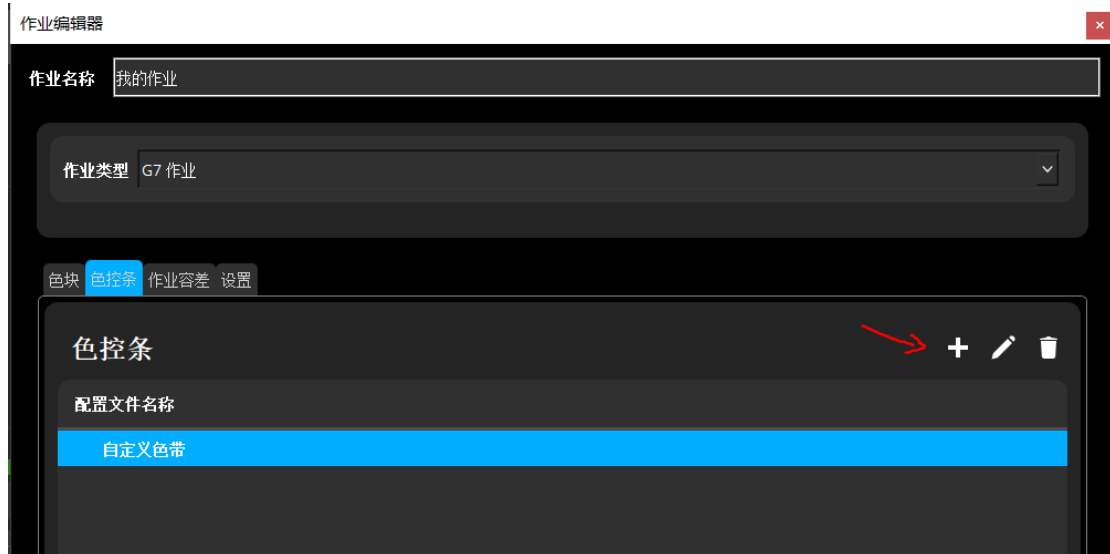 作业编辑器
作业名称 我的作业
作业类型 G7 作业
色块 色控条 作业容差 设置
色控条
配置文件名称
自定义色带